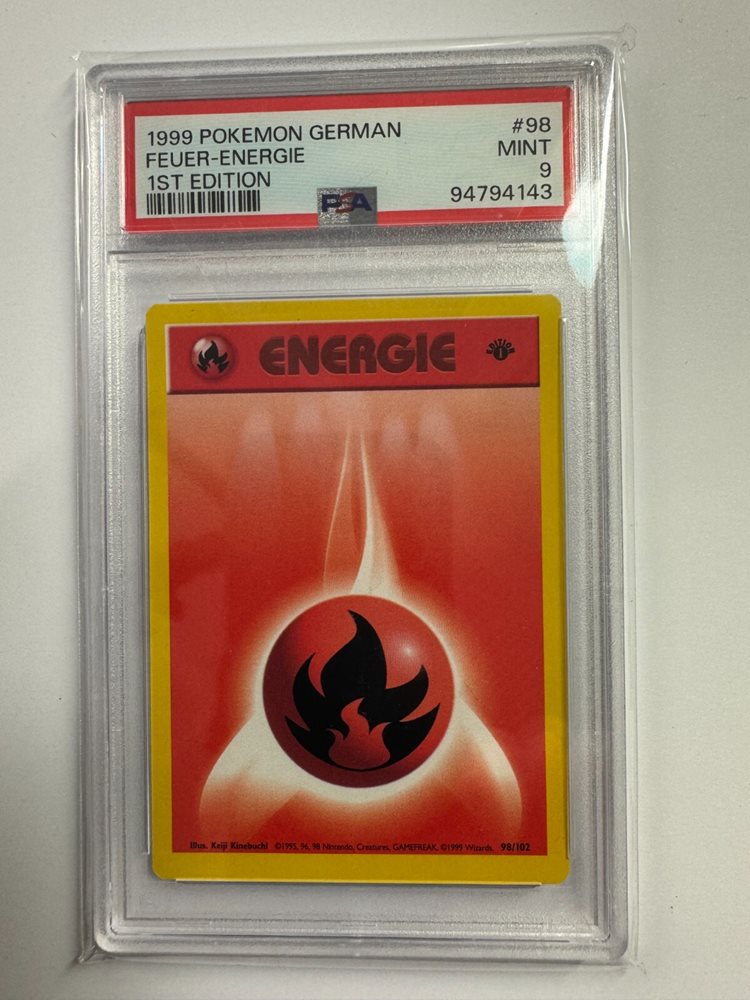 1999 POKEMON GERMAN #98
FEUER-ENERGIE MINT
1ST EDITION 9
PSA 94794143
ENERGIE EDITION 1
Illus. Keiji Kinebuchi ©1995, 96, 98 Nintendo, Creatures, GAMEFREAK. ©1999 Wizards. 98/102